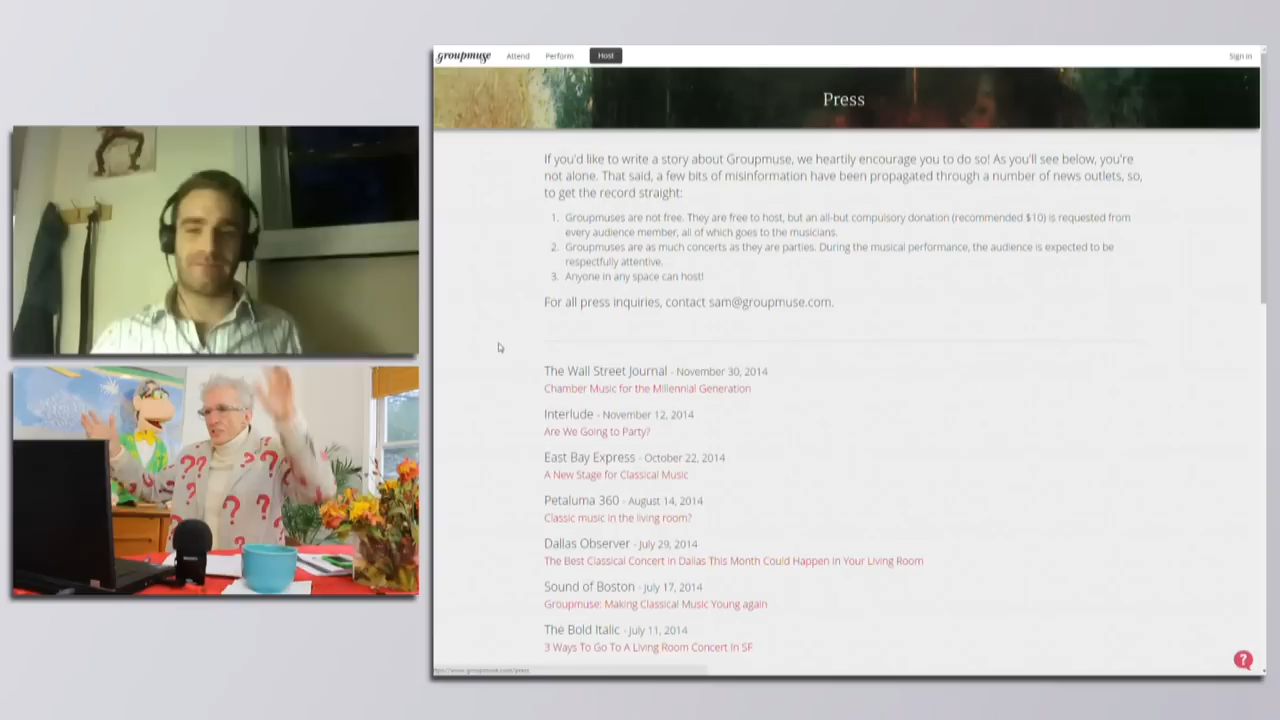 groupmuse Attend Perform Host Sign in
Press
If you'd like to write a story about Groupmuse, we heartily encourage you to do so! As you'll see below, you're
not alone. That said, a few bits of misinformation have been propagated through a number of news outlets, so,
to get the record straight:
1. Groupmuses are not free. They are free to host, but an all-but compulsory donation (recommended $10) is requested from
every audience member, all of which goes to the musicians.
2. Groupmuses are as much concerts as they are parties. During the musical performance, the audience is expected to be
respectfully attentive.
3. Anyone in any space can host!
For all press inquiries, contact sam@groupmuse.com.
The Wall Street Journal - November 30, 2014
Chamber Music for the Millennial Generation
Interlude - November 12, 2014
Are We Going to Party?
East Bay Express - October 22, 2014
A New Stage for Classical Music
Petaluma 360 - August 14, 2014
Classic music in the living room?
Dallas Observer - July 29, 2014
The Best Classical Concert in Dallas This Month Could Happen In Your Living Room
Sound of Boston - July 17, 2014
Groupmuse: Making Classical Music Young again
The Bold Italic - July 11, 2014
3 Ways To Go To A Living Room Concert In SF
?